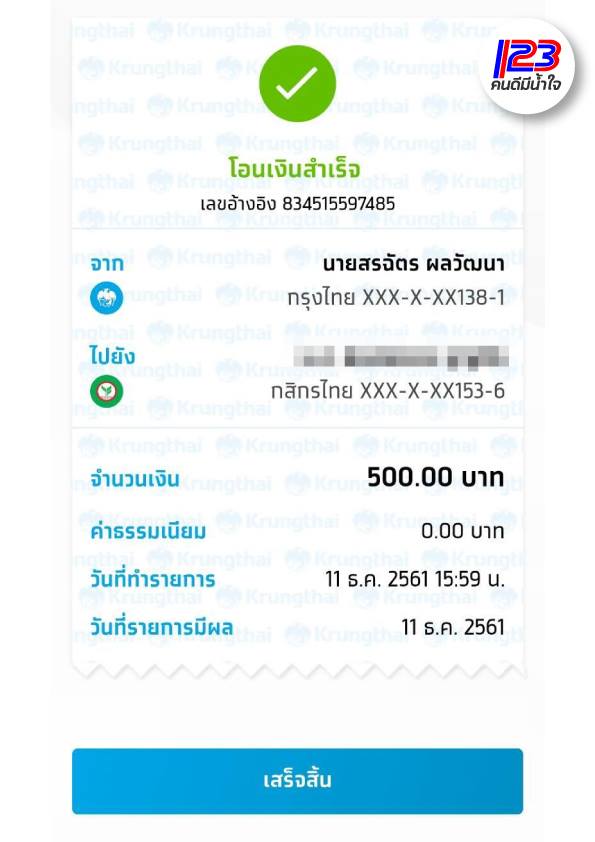 123
คนดีมีน้ำใจ
โอนเงินสำเร็จ
เลขอ้างอิง 834515597485
จาก นายสรฉัตร ผลวัฒนา
กรุงไทย XXX-X-XX138-1
ไปยัง
กสิกรไทย XXX-X-XX153-6
จำนวนเงิน 500.00 บาท
ค่าธรรมเนียม 0.00 บาท
วันที่ทำรายการ 11 ธ.ค. 2561 15:59 น.
วันที่รายการมีผล 11 ธ.ค. 2561
เสร็จสิ้น